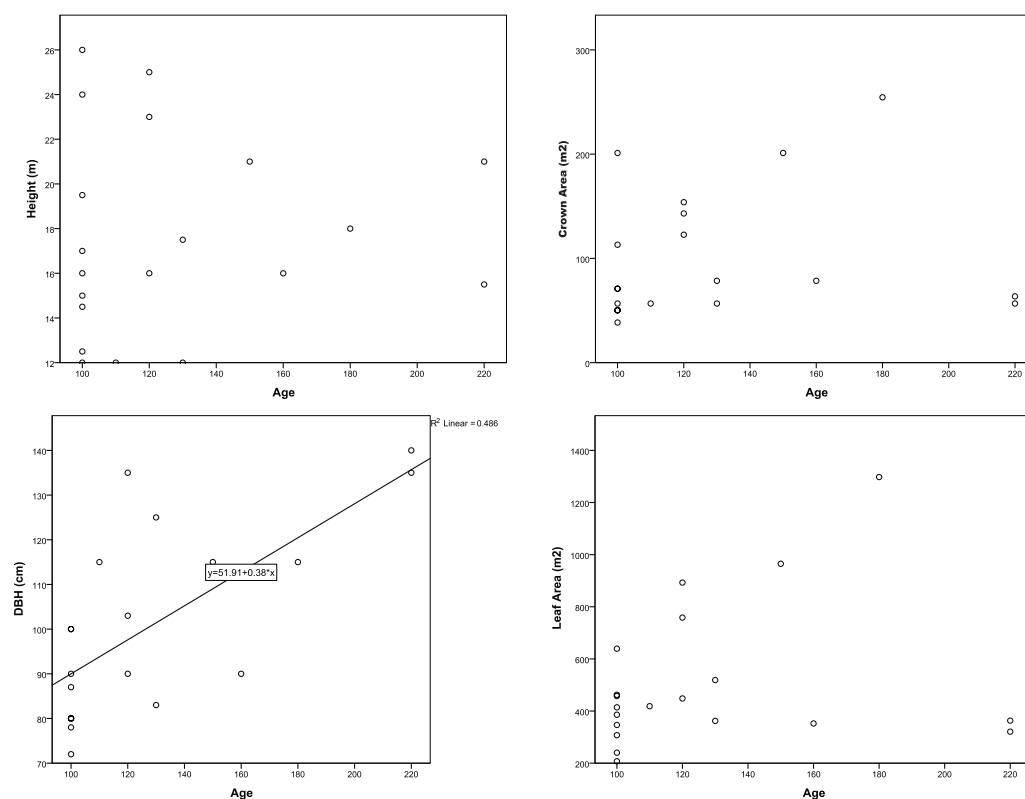 26
24
22
20
18
16
14
12
Height (m)
100 120 140 160 180 200 220
Age
300
200
100
0
Crown Area (m2)
100 120 140 160 180 200 220
Age
R2 Linear = 0.486
140
130
120
110
100
90
80
70
DBH (cm)
y=51.91+0.38*x
100 120 140 160 180 200 220
Age
1400
1200
1000
800
600
400
200
Leaf Area (m2)
100 120 140 160 180 200 220
Age